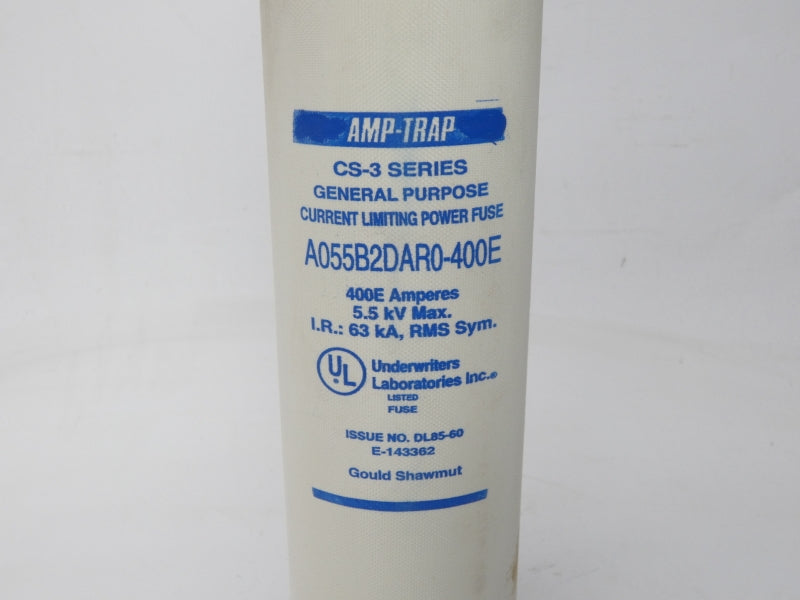 AMP-TRAP
CS-3 SERIES
GENERAL PURPOSE
CURRENT LIMITING POWER FUSE
A055B2DAR0-400E
400E Amperes
5.5 kV Max.
I.R.: 63 kA, RMS Sym.
UL
Underwriters
Laboratories Inc.®
LISTED
FUSE
ISSUE NO. DL85-60
E-143362
Gould Shawmut